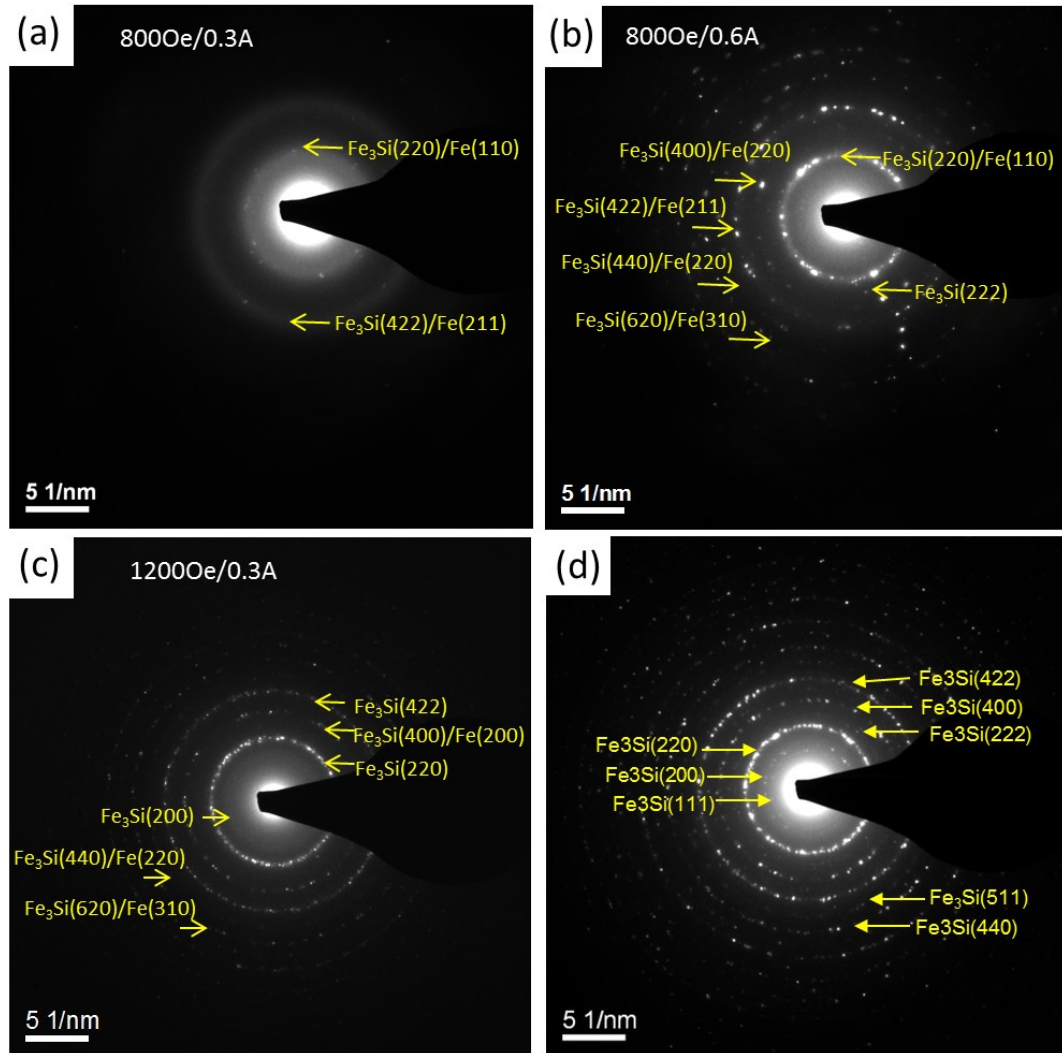 (a)
800Oe/0.3A
Fe₃Si(220)/Fe(110)
Fe₃Si(422)/Fe(211)
5 1/nm
(b)
800Oe/0.6A
Fe₃Si(400)/Fe(220)
Fe₃Si(220)/Fe(110)
Fe₃Si(422)/Fe(211)
Fe₃Si(440)/Fe(220)
Fe₃Si(222)
Fe₃Si(620)/Fe(310)
5 1/nm
(c)
1200Oe/0.3A
Fe₃Si(422)
Fe₃Si(400)/Fe(200)
Fe₃Si(220)
Fe₃Si(200)
Fe₃Si(440)/Fe(220)
Fe₃Si(620)/Fe(310)
5 1/nm
(d)
Fe3Si(422)
Fe3Si(400)
Fe3Si(222)
Fe3Si(220)
Fe3Si(200)
Fe3Si(111)
Fe₃Si(511)
Fe3Si(440)
5 1/nm